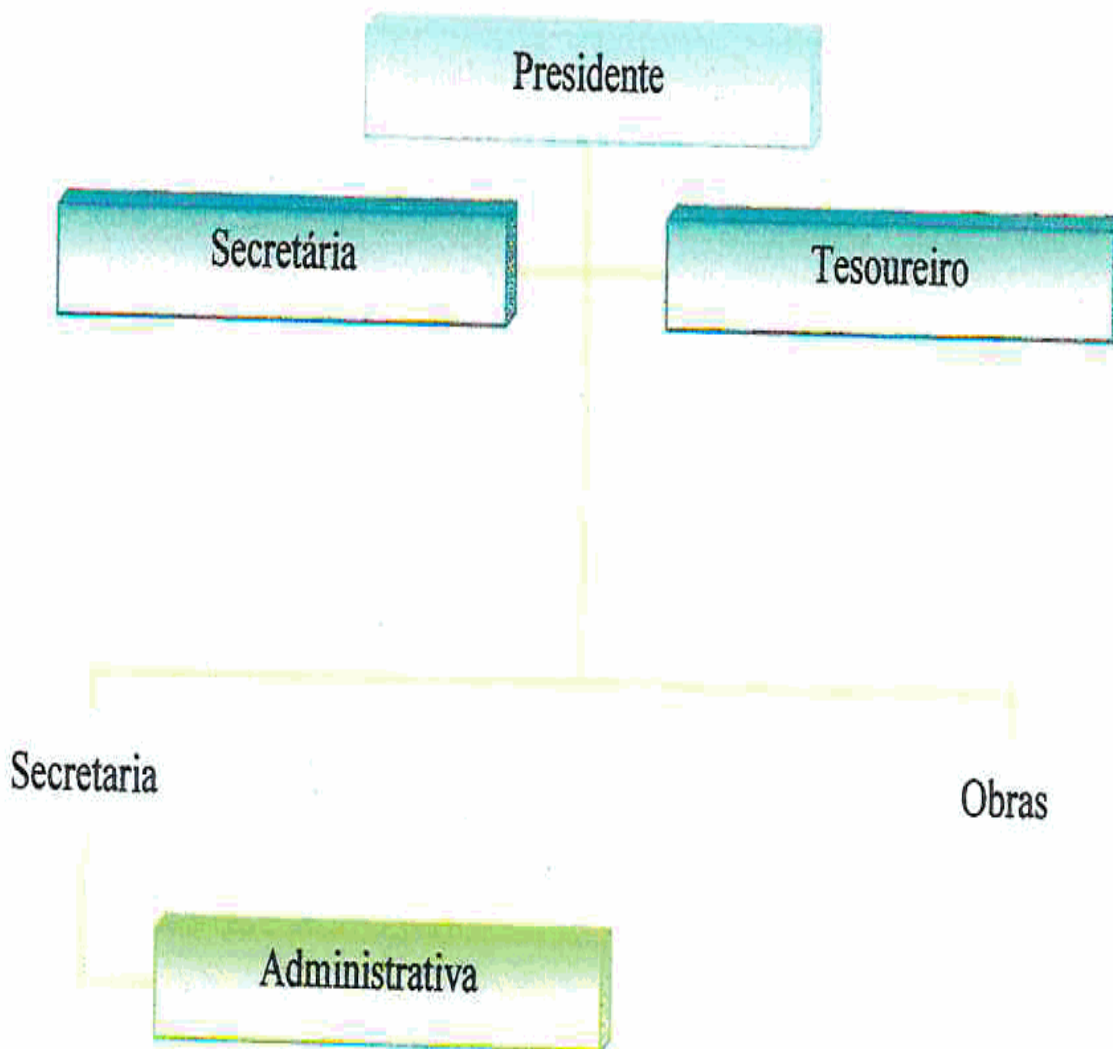 Presidente
Secretária
Tesoureiro
Secretaria
Obras
Administrativa